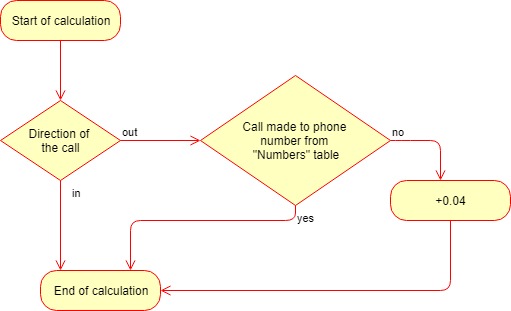 Start of calculation
Direction of
the call
out
Call made to phone
number from
"Numbers" table
no
in
yes
+0.04
End of calculation